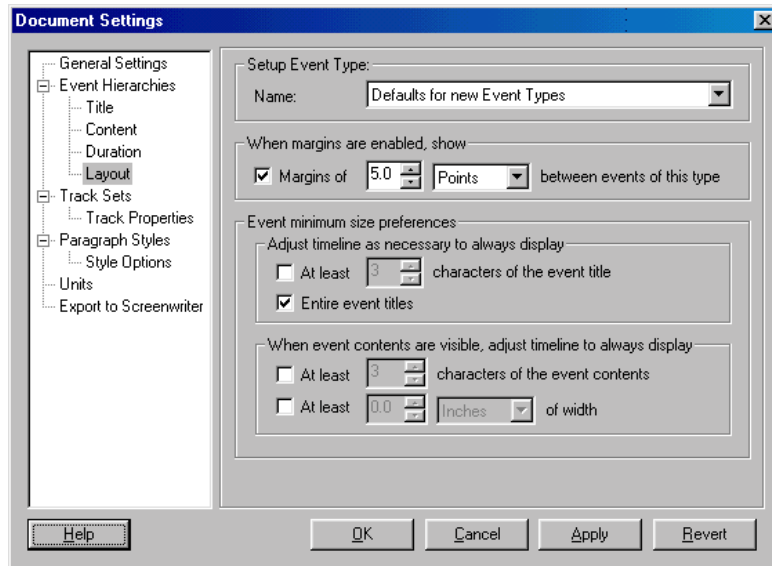 Document Settings
General Settings
Event Hierarchies
Title
Content
Duration
Layout
Track Sets
Track Properties
Paragraph Styles
Style Options
Units
Export to Screenwriter
Setup Event Type:
Name: Defaults for new Event Types
When margins are enabled, show
Margins of 5.0 Points between events of this type
Event minimum size preferences
Adjust timeline as necessary to always display
At least 3 characters of the event title
Entire event titles
When event contents are visible, adjust timeline to always display
At least 3 characters of the event contents
At least 0.0 Inches of width
Help OK Cancel Apply Revert